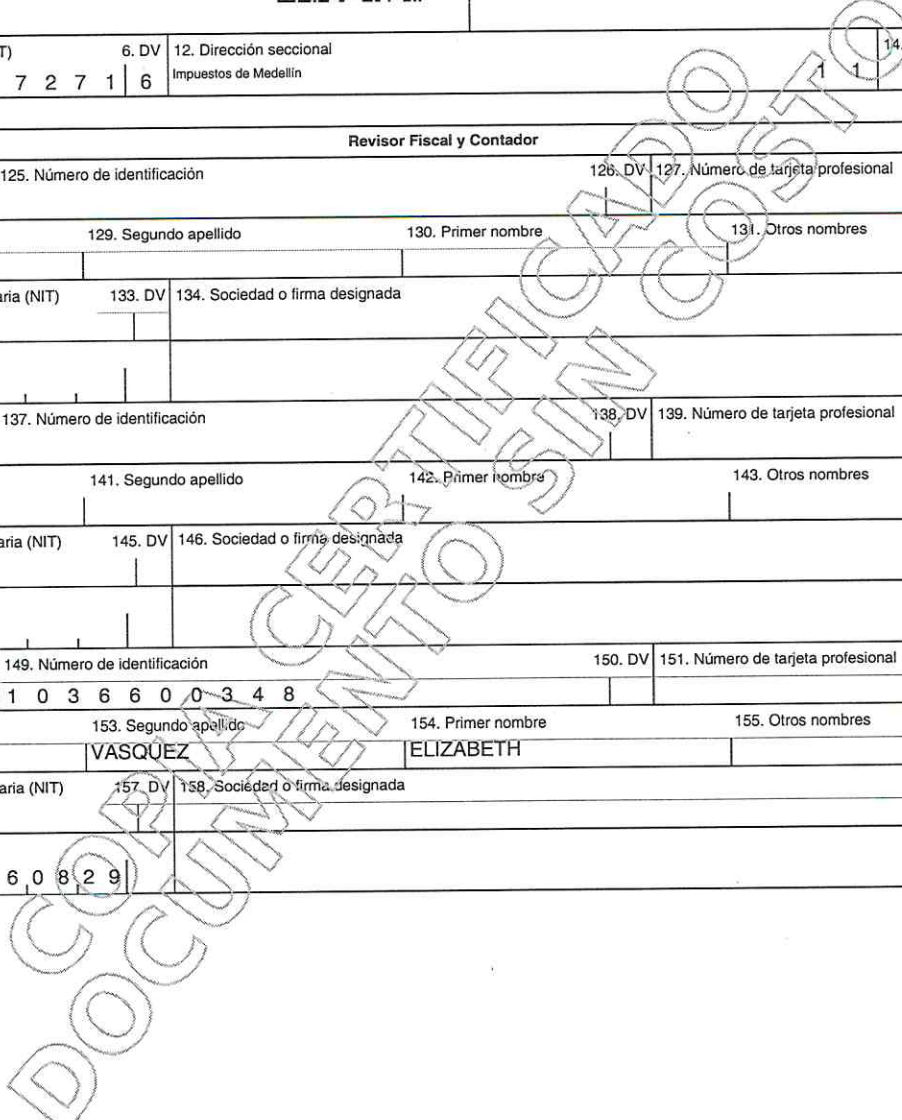 T) 6. DV 12. Dirección seccional 14.
7 2 7 1 6 Impuestos de Medellín 1 1
Revisor Fiscal y Contador
125. Número de identificación 126. DV 127. Número de tarjeta profesional
129. Segundo apellido 130. Primer nombre 131. Otros nombres
aria (NIT) 133. DV 134. Sociedad o firma designada
137. Número de identificación 138. DV 139. Número de tarjeta profesional
141. Segundo apellido 142. Primer nombre 143. Otros nombres
aria (NIT) 145. DV 146. Sociedad o firma designada
149. Número de identificación 150. DV 151. Número de tarjeta profesional
1 0 3 6 6 0 0 3 4 8
153. Segundo apellido 154. Primer nombre 155. Otros nombres
VASQUEZ ELIZABETH
aria (NIT) 157. DV 158. Sociedad o firma designada
6 0 8 2 9
COPIA CERTIFICADO
DOCUMENTO SIN COSTO